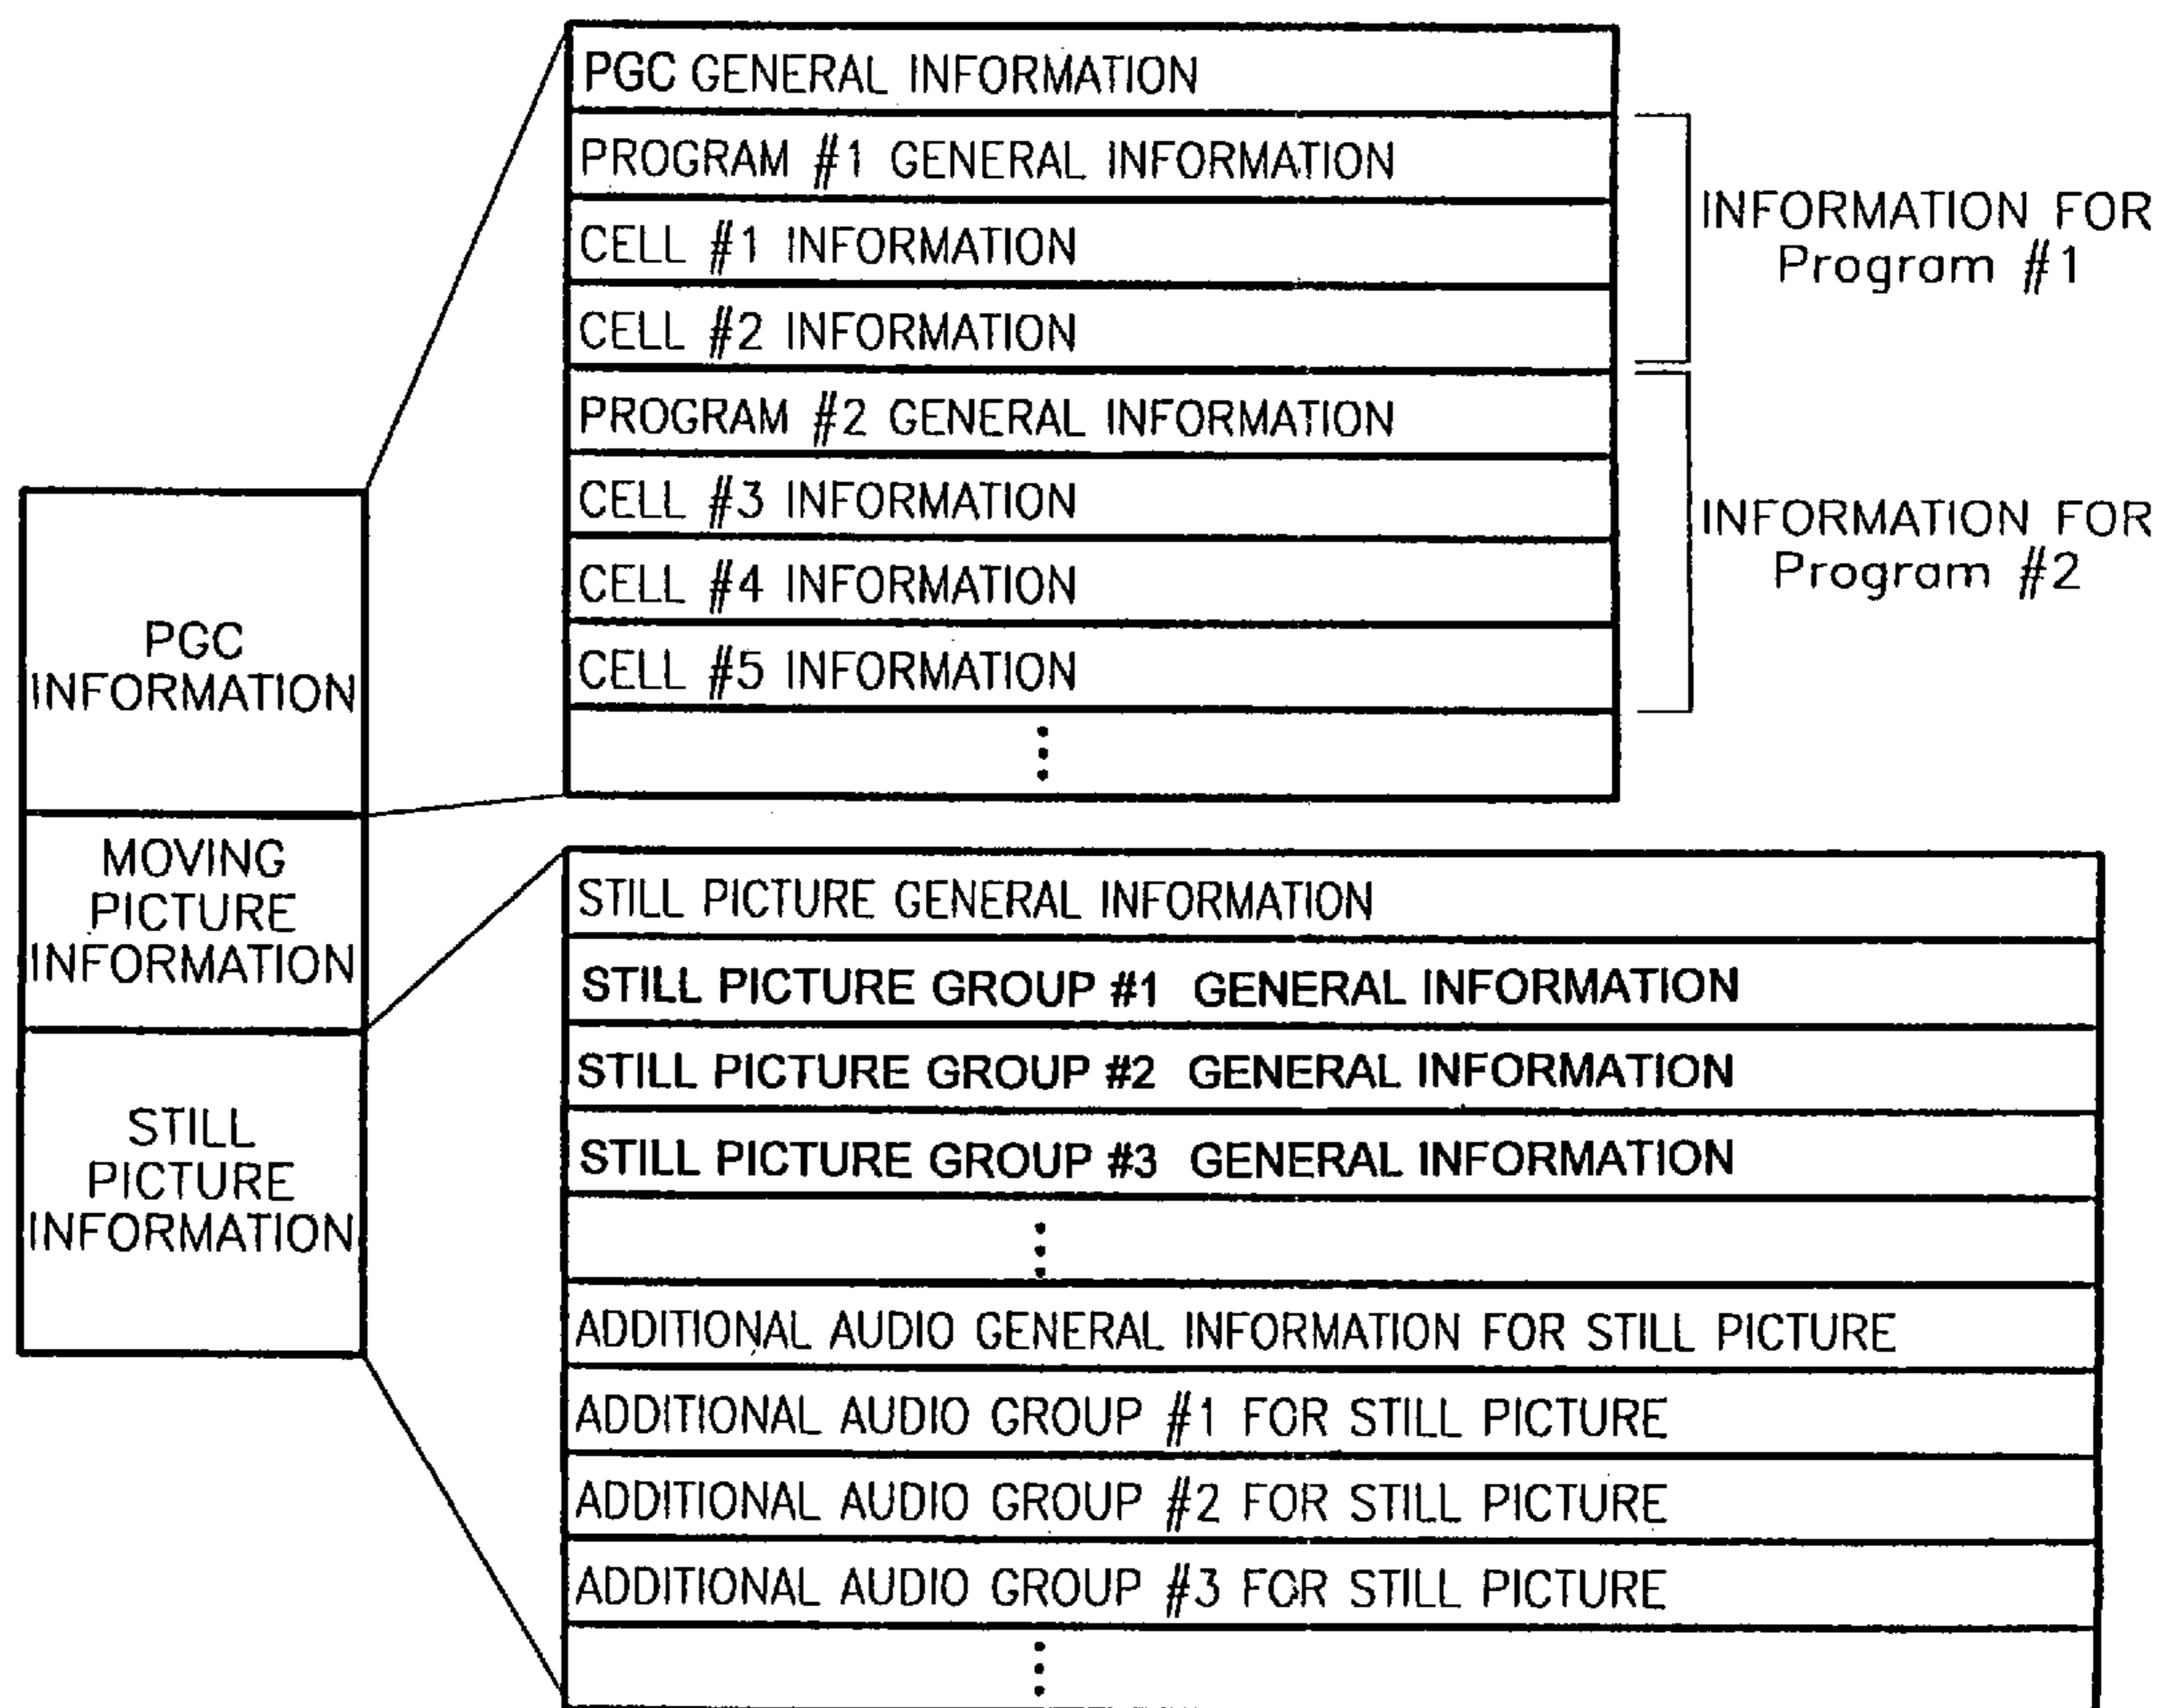 PGC GENERAL INFORMATION
PROGRAM #1 GENERAL INFORMATION
CELL #1 INFORMATION
CELL #2 INFORMATION
PROGRAM #2 GENERAL INFORMATION
CELL #3 INFORMATION
CELL #4 INFORMATION
CELL #5 INFORMATION
INFORMATION FOR
Program #1
INFORMATION FOR
Program #2
PGC
INFORMATION
MOVING
PICTURE
INFORMATION
STILL
PICTURE
INFORMATION
STILL PICTURE GENERAL INFORMATION
STILL PICTURE GROUP #1 GENERAL INFORMATION
STILL PICTURE GROUP #2 GENERAL INFORMATION
STILL PICTURE GROUP #3 GENERAL INFORMATION
ADDITIONAL AUDIO GENERAL INFORMATION FOR STILL PICTURE
ADDITIONAL AUDIO GROUP #1 FOR STILL PICTURE
ADDITIONAL AUDIO GROUP #2 FOR STILL PICTURE
ADDITIONAL AUDIO GROUP #3 FOR STILL PICTURE